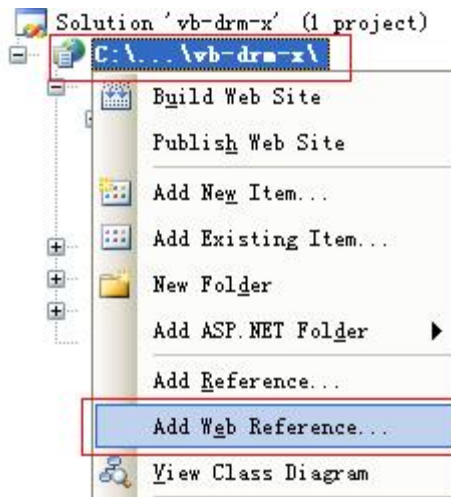 Solution 'vb-drm-x' (1 project)
C:\...\vb-drm-x\
Build Web Site
Publish Web Site
Add New Item...
Add Existing Item...
New Folder
Add ASP.NET Folder
Add Reference...
Add Web Reference...
View Class Diagram